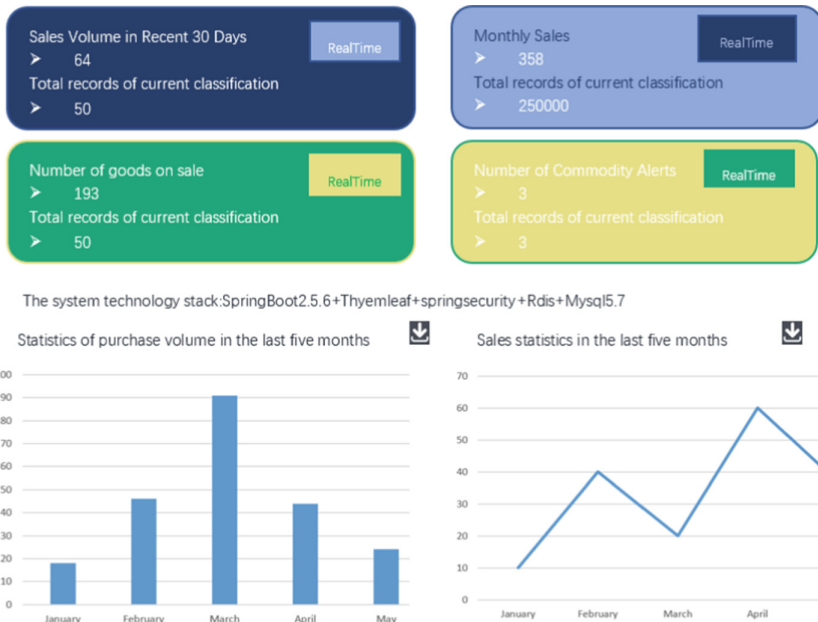 Sales Volume in Recent 30 Days
RealTime
64
Total records of current classification
50
Monthly Sales
RealTime
358
Total records of current classification
250000
Number of goods on sale
RealTime
193
Total records of current classification
50
Number of Commodity Alerts
RealTime
3
Total records of current classification
3
The system technology stack:SpringBoot2.5.6+Thyemleaf+springsecurity+Rdis+Mysql5.7
Statistics of purchase volume in the last five months
00
90
80
70
60
50
40
30
20
10
0
January February March April May
Sales statistics in the last five months
70
60
50
40
30
20
10
0
January February March April